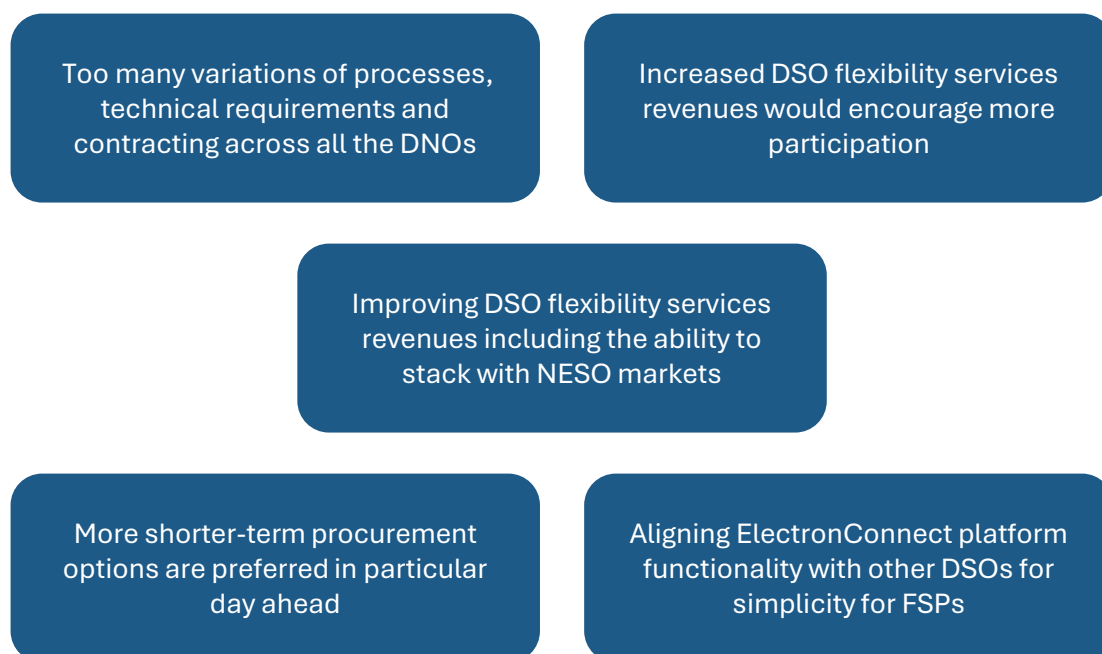 Too many variations of processes,
technical requirements and
contracting across all the DNOs
Increased DSO flexibility services
revenues would encourage more
participation
Improving DSO flexibility services
revenues including the ability to
stack with NESO markets
More shorter-term procurement
options are preferred in particular
day ahead
Aligning ElectronConnect platform
functionality with other DSOs for
simplicity for FSPs